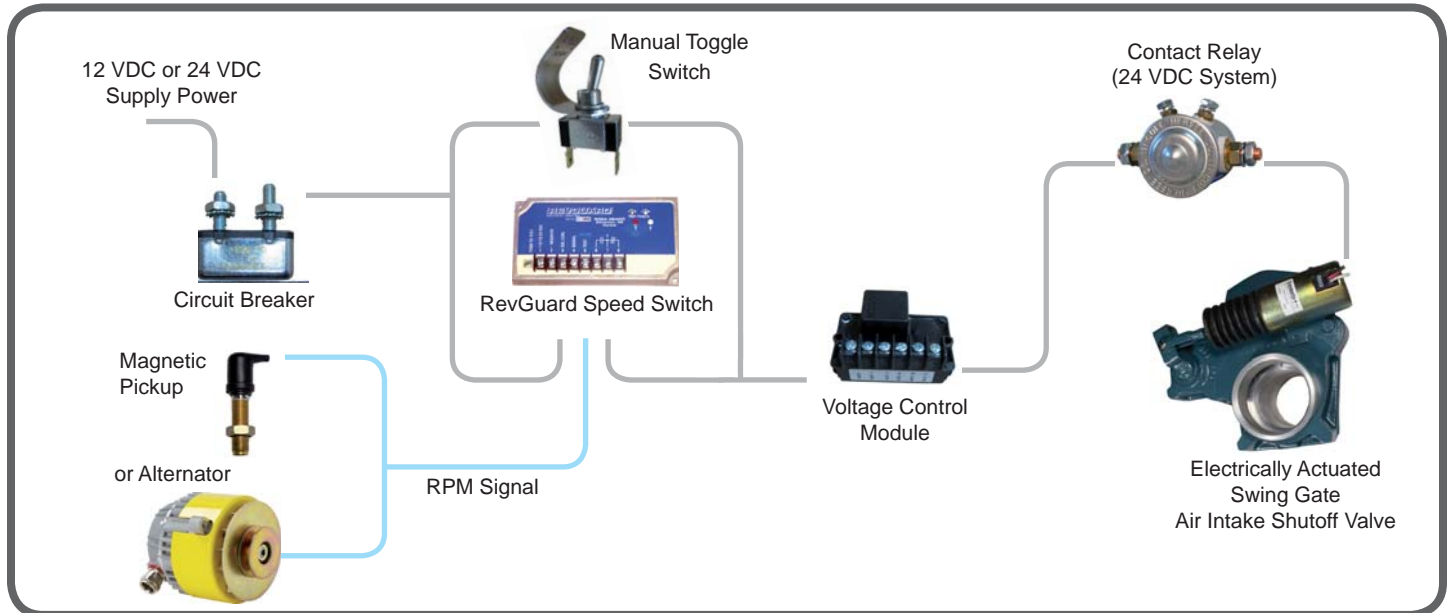 12 VDC or 24 VDC
Supply Power
Manual Toggle
Switch
Contact Relay
(24 VDC System)
Circuit Breaker
REVGUARD
RevGuard Speed Switch
Magnetic
Pickup
or Alternator
RPM Signal
Voltage Control
Module
Electrically Actuated
Swing Gate
Air Intake Shutoff Valve